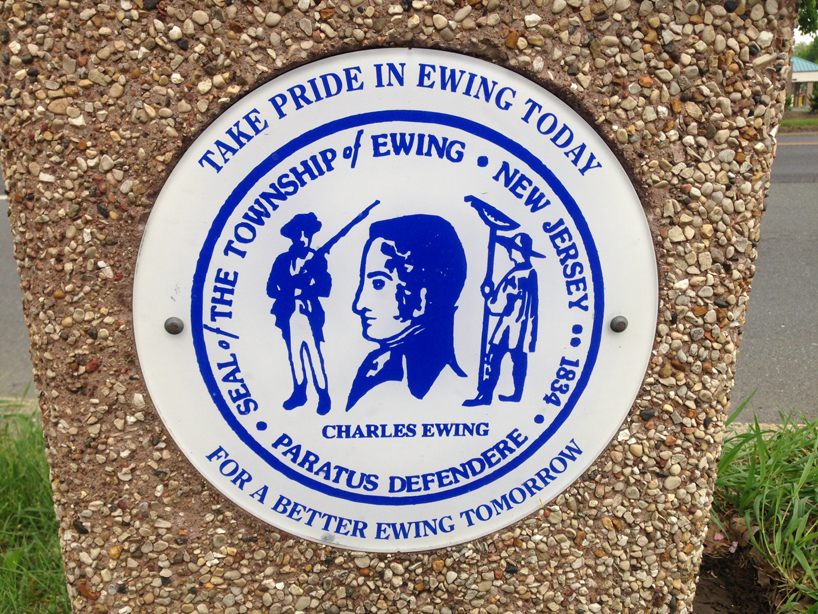 TAKE PRIDE IN EWING TODAY
SEAL of THE TOWNSHIP of EWING • NEW JERSEY •• 1834 •
CHARLES EWING
• PARATUS DEFENDERE
FOR A BETTER EWING TOMORROW